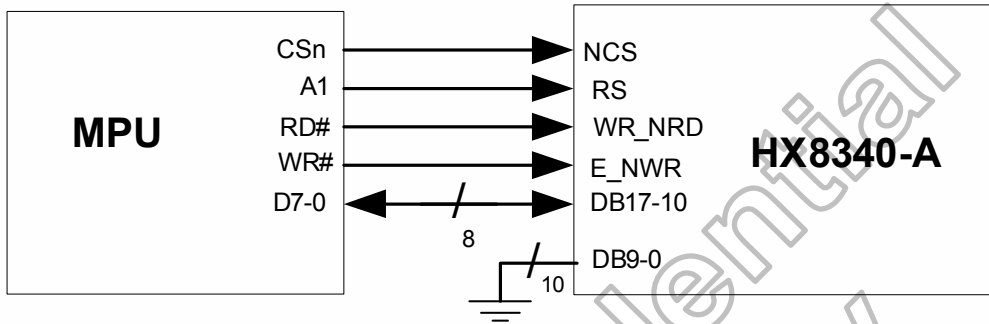 CSn NCS
A1 RS
MPU RD# WR_NRD HX8340-A
WR# E_NWR
D7-0 8 DB17-10
DB9-0
10